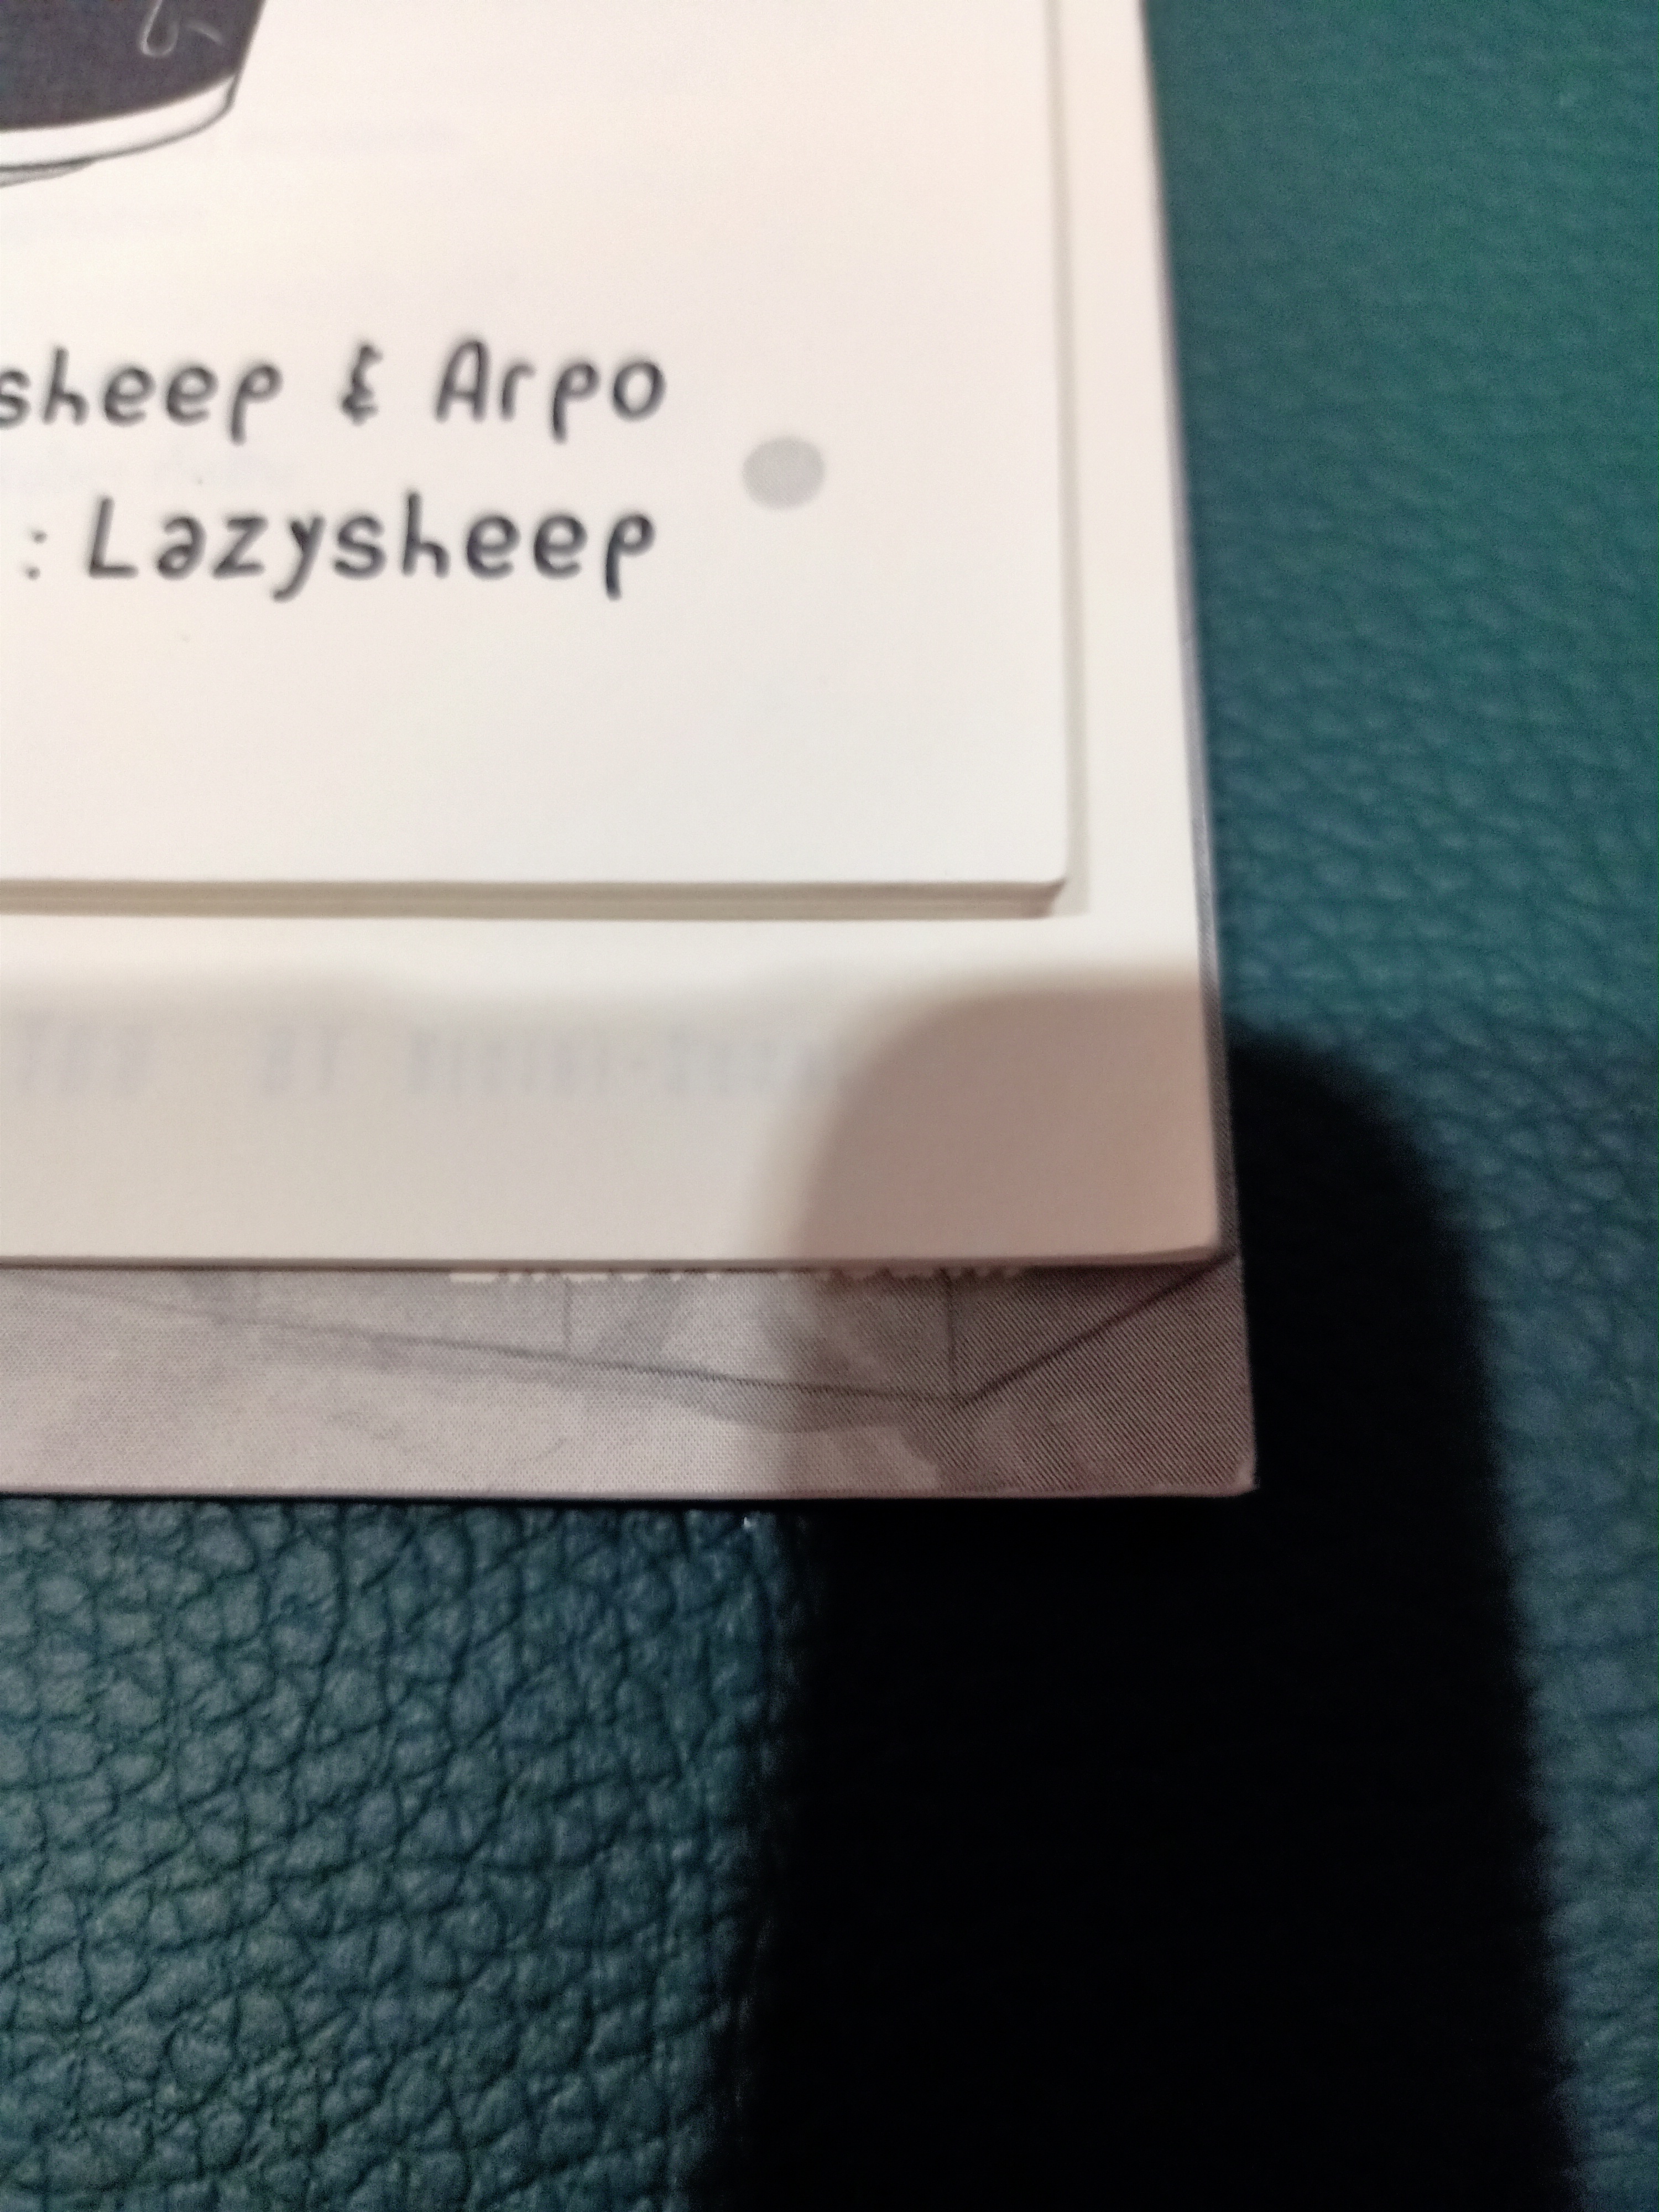 sheep & Arpo
: Lazysheep